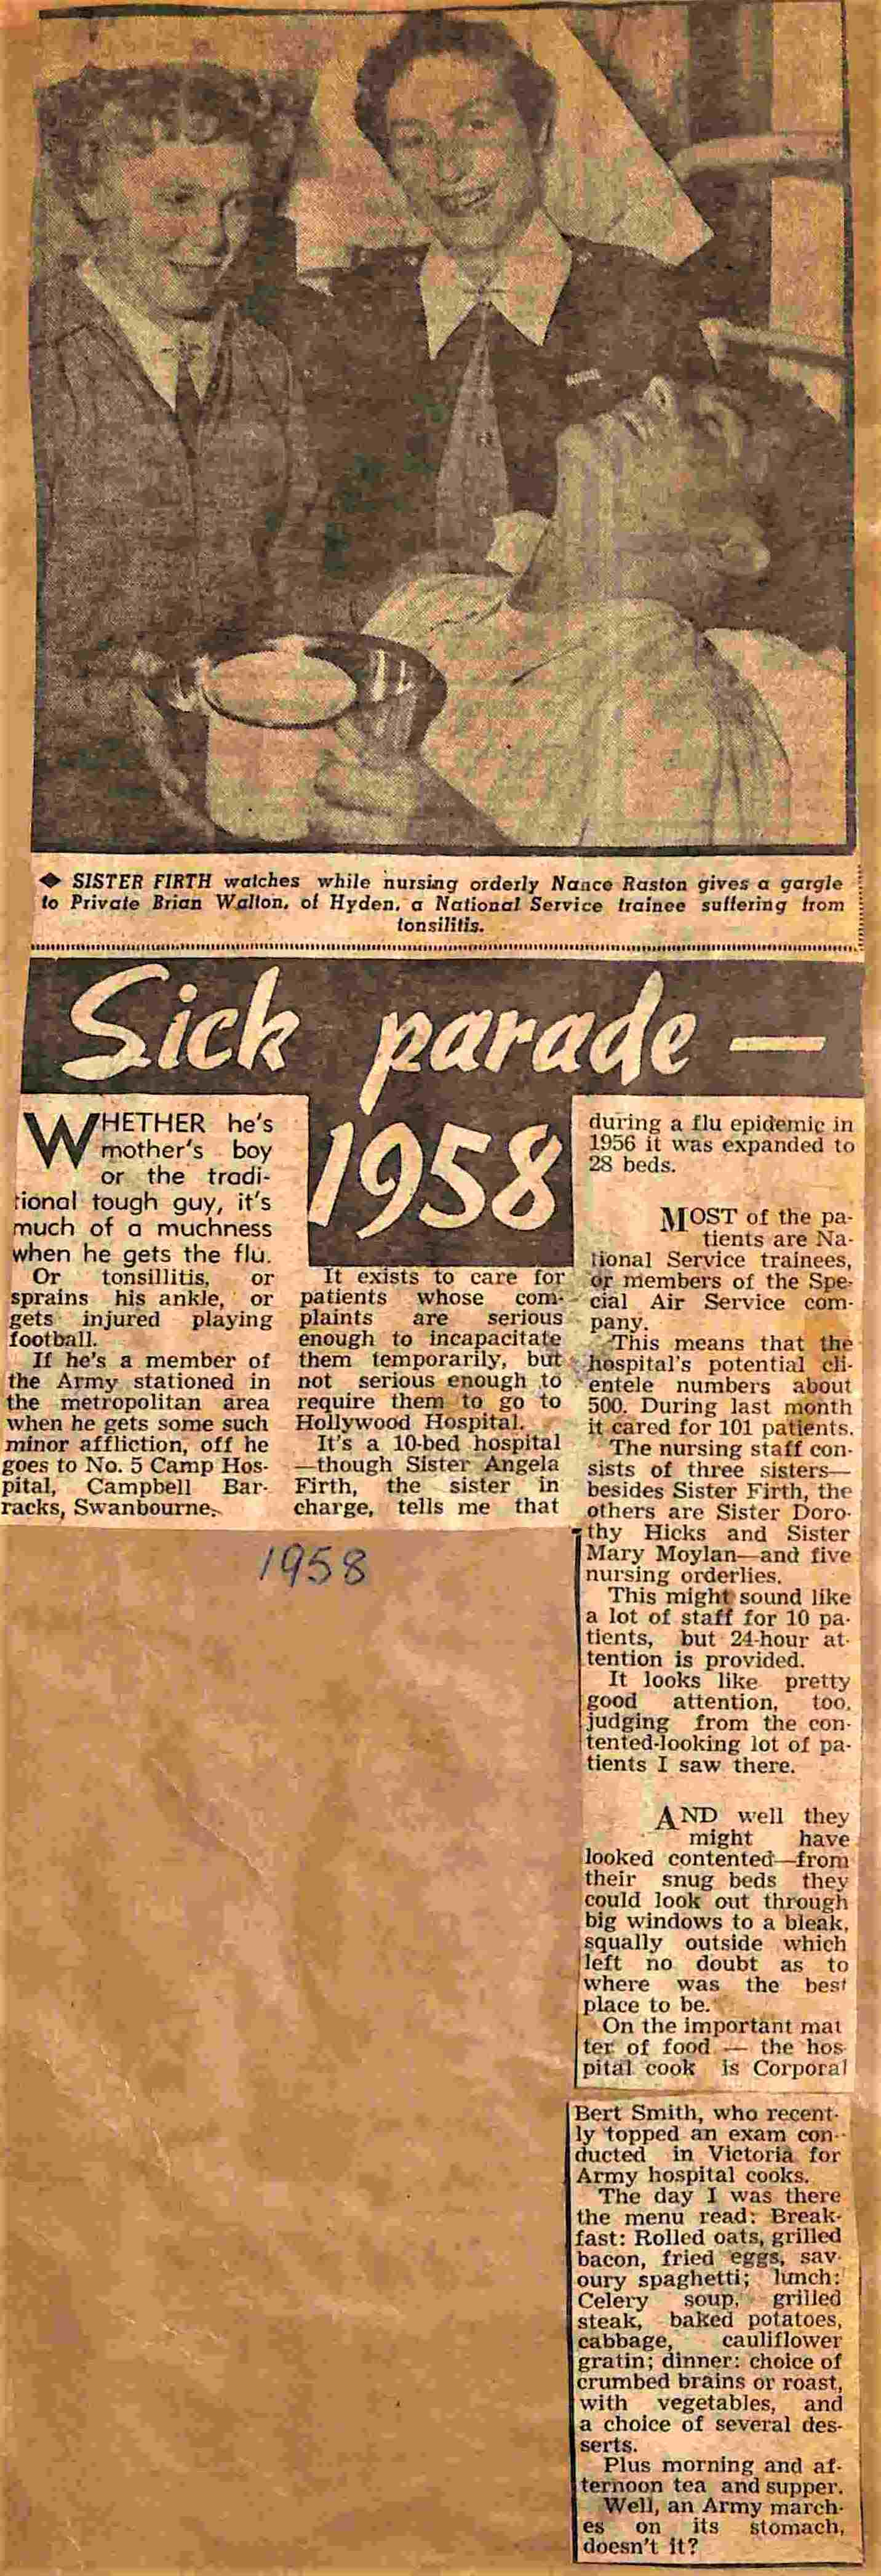 ◆ SISTER FIRTH watches while nursing orderly Nance Raston gives a gargle
to Private Brian Walton, of Hyden, a National Service trainee suffering from
tonsilitis.
Sick parade —
1958
WHETHER he's
mother's boy
or the tradi-
tional tough guy, it's
much of a muchness
when he gets the flu.
Or tonsillitis, or
sprains his ankle, or
gets injured playing
football.
If he's a member of
the Army stationed in
the metropolitan area
when he gets some such
minor affliction, off he
goes to No. 5 Camp Hos-
pital, Campbell Bar-
racks, Swanbourne.
It exists to care for
patients whose com-
plaints are serious
enough to incapacitate
them temporarily, but
not serious enough to
require them to go to
Hollywood Hospital.
It's a 10-bed hospital
—though Sister Angela
Firth, the sister in
charge, tells me that
during a flu epidemic in
1956 it was expanded to
28 beds.
MOST of the pa-
tients are Na-
tional Service trainees,
or members of the Spe-
cial Air Service com-
pany.
This means that the
hospital's potential cli-
entele numbers about
500. During last month
it cared for 101 patients.
The nursing staff con-
sists of three sisters—
besides Sister Firth, the
others are Sister Doro-
thy Hicks and Sister
Mary Moylan—and five
nursing orderlies.
This might sound like
a lot of staff for 10 pa-
tients, but 24-hour at-
tention is provided.
It looks like pretty
good attention, too,
judging from the con-
tented-looking lot of pa-
tients I saw there.
AND well they
might have
looked contented—from
their snug beds they
could look out through
big windows to a bleak,
squally outside which
left no doubt as to
where was the best
place to be.
On the important mat
ter of food — the hos-
pital cook is Corporal
Bert Smith, who recent-
ly topped an exam con-
ducted in Victoria for
Army hospital cooks.
The day I was there
the menu read: Break-
fast: Rolled oats, grilled
bacon, fried eggs, sav-
oury spaghetti; lunch:
Celery soup, grilled
steak, baked potatoes,
cabbage, cauliflower
gratin; dinner: choice of
crumbed brains or roast,
with vegetables, and
a choice of several des-
serts.
Plus morning and af-
ternoon tea and supper.
Well, an Army march-
es on its stomach,
doesn't it?
1958